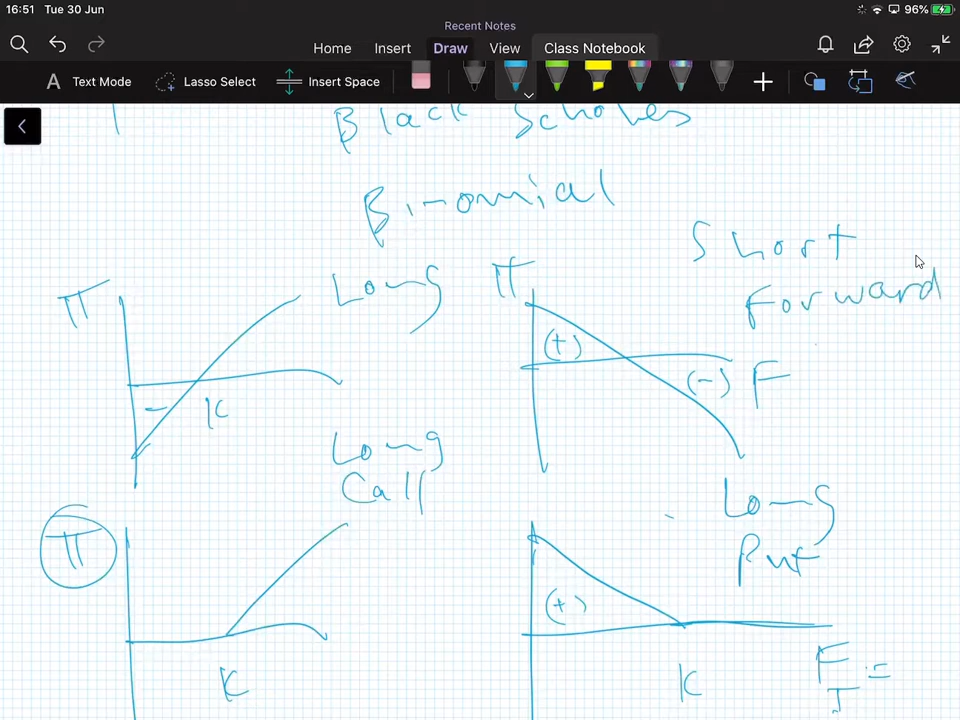 16:51 Tue 30 Jun
96%
Recent Notes
Home Insert Draw View Class Notebook
A Text Mode Lasso Select Insert Space
Black Scholes
Binomial
Short
Forward
π Long
π
(+)
(-) F
K
Long
Call
Long
Put
π
(+)
K
K
F
T =